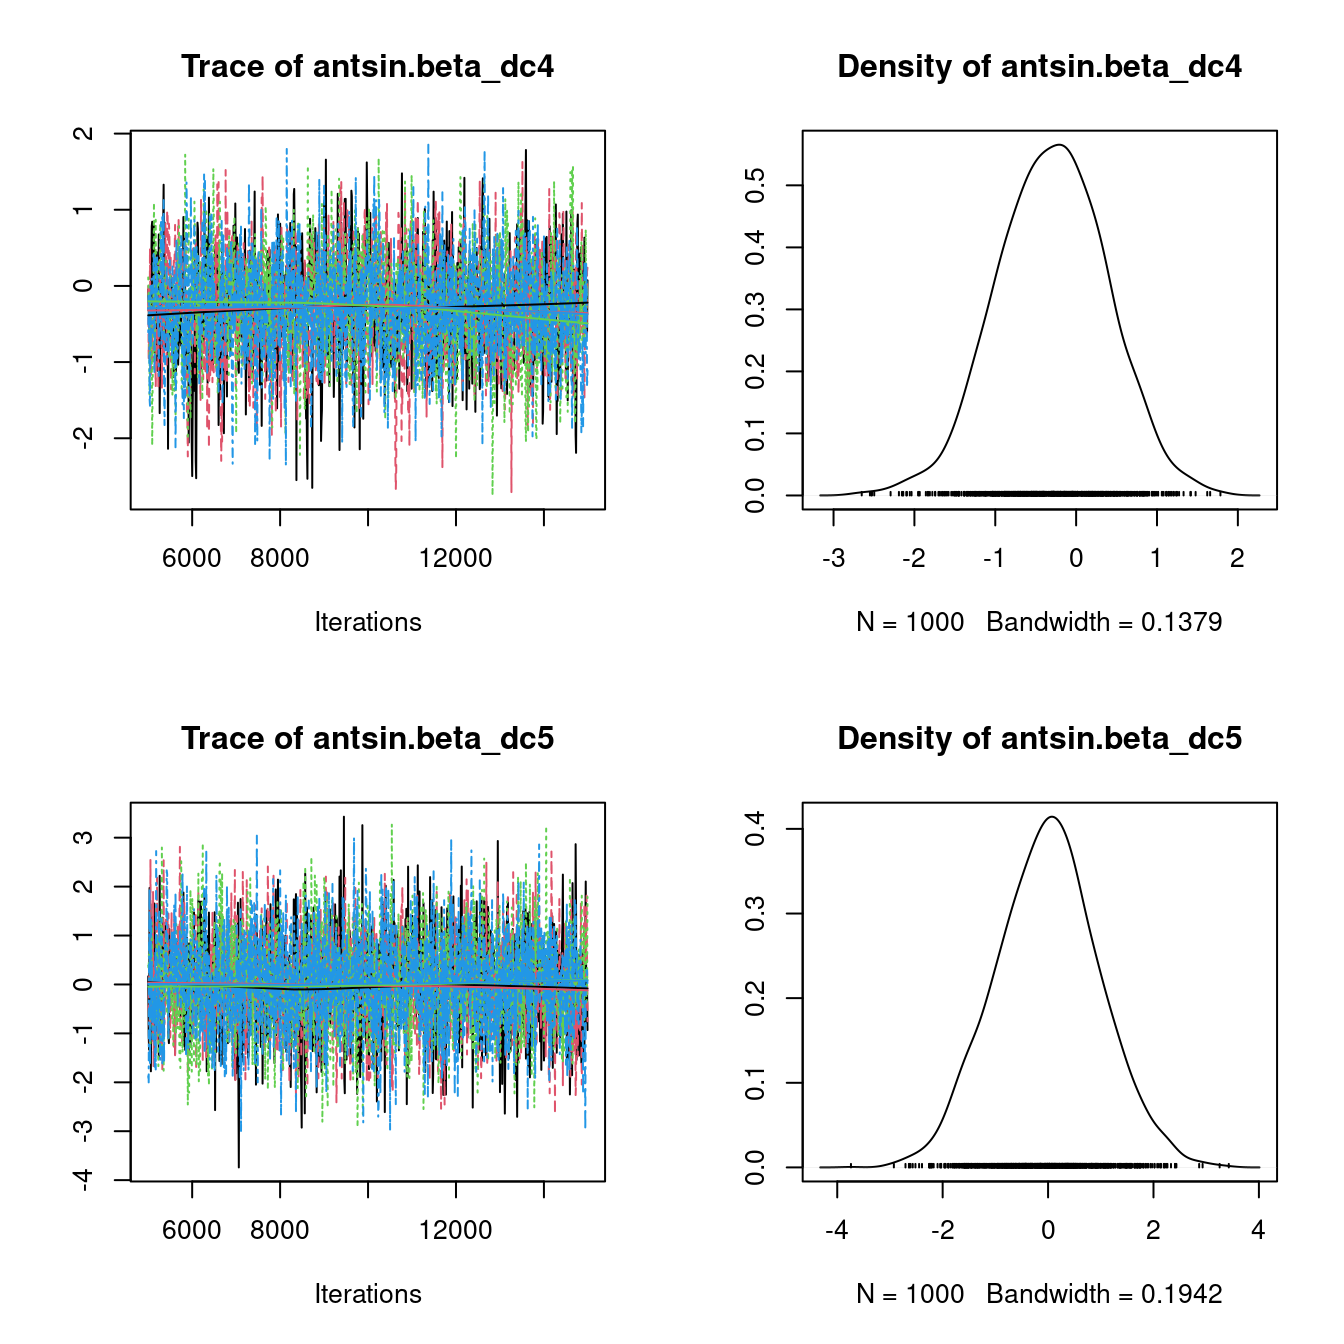 Trace of antsin.beta_dc4
2
1
0
-1
-2
6000 8000 12000
Iterations
Density of antsin.beta_dc4
0.5
0.4
0.3
0.2
0.1
0.0
-3 -2 -1 0 1 2
N = 1000 Bandwidth = 0.1379
Trace of antsin.beta_dc5
3
2
1
0
-1
-2
-3
-4
6000 8000 12000
Iterations
Density of antsin.beta_dc5
0.4
0.3
0.2
0.1
0.0
-4 -2 0 2 4
N = 1000 Bandwidth = 0.1942